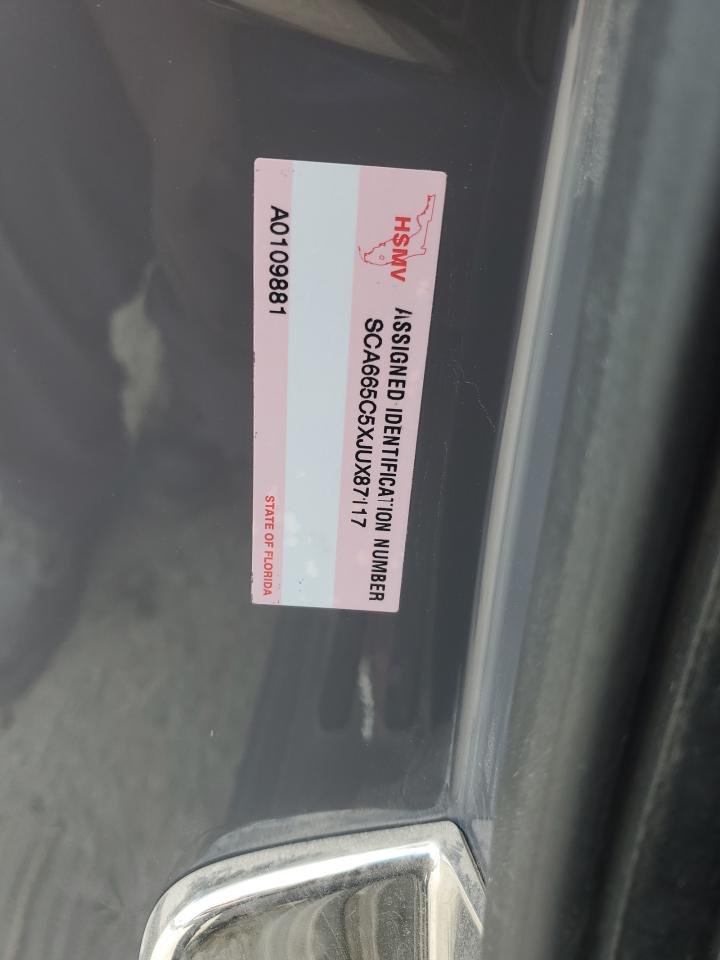 HSMV
ASSIGNED IDENTIFICATION NUMBER
SCA665C5XJUX87117
A0109881
STATE OF FLORIDA